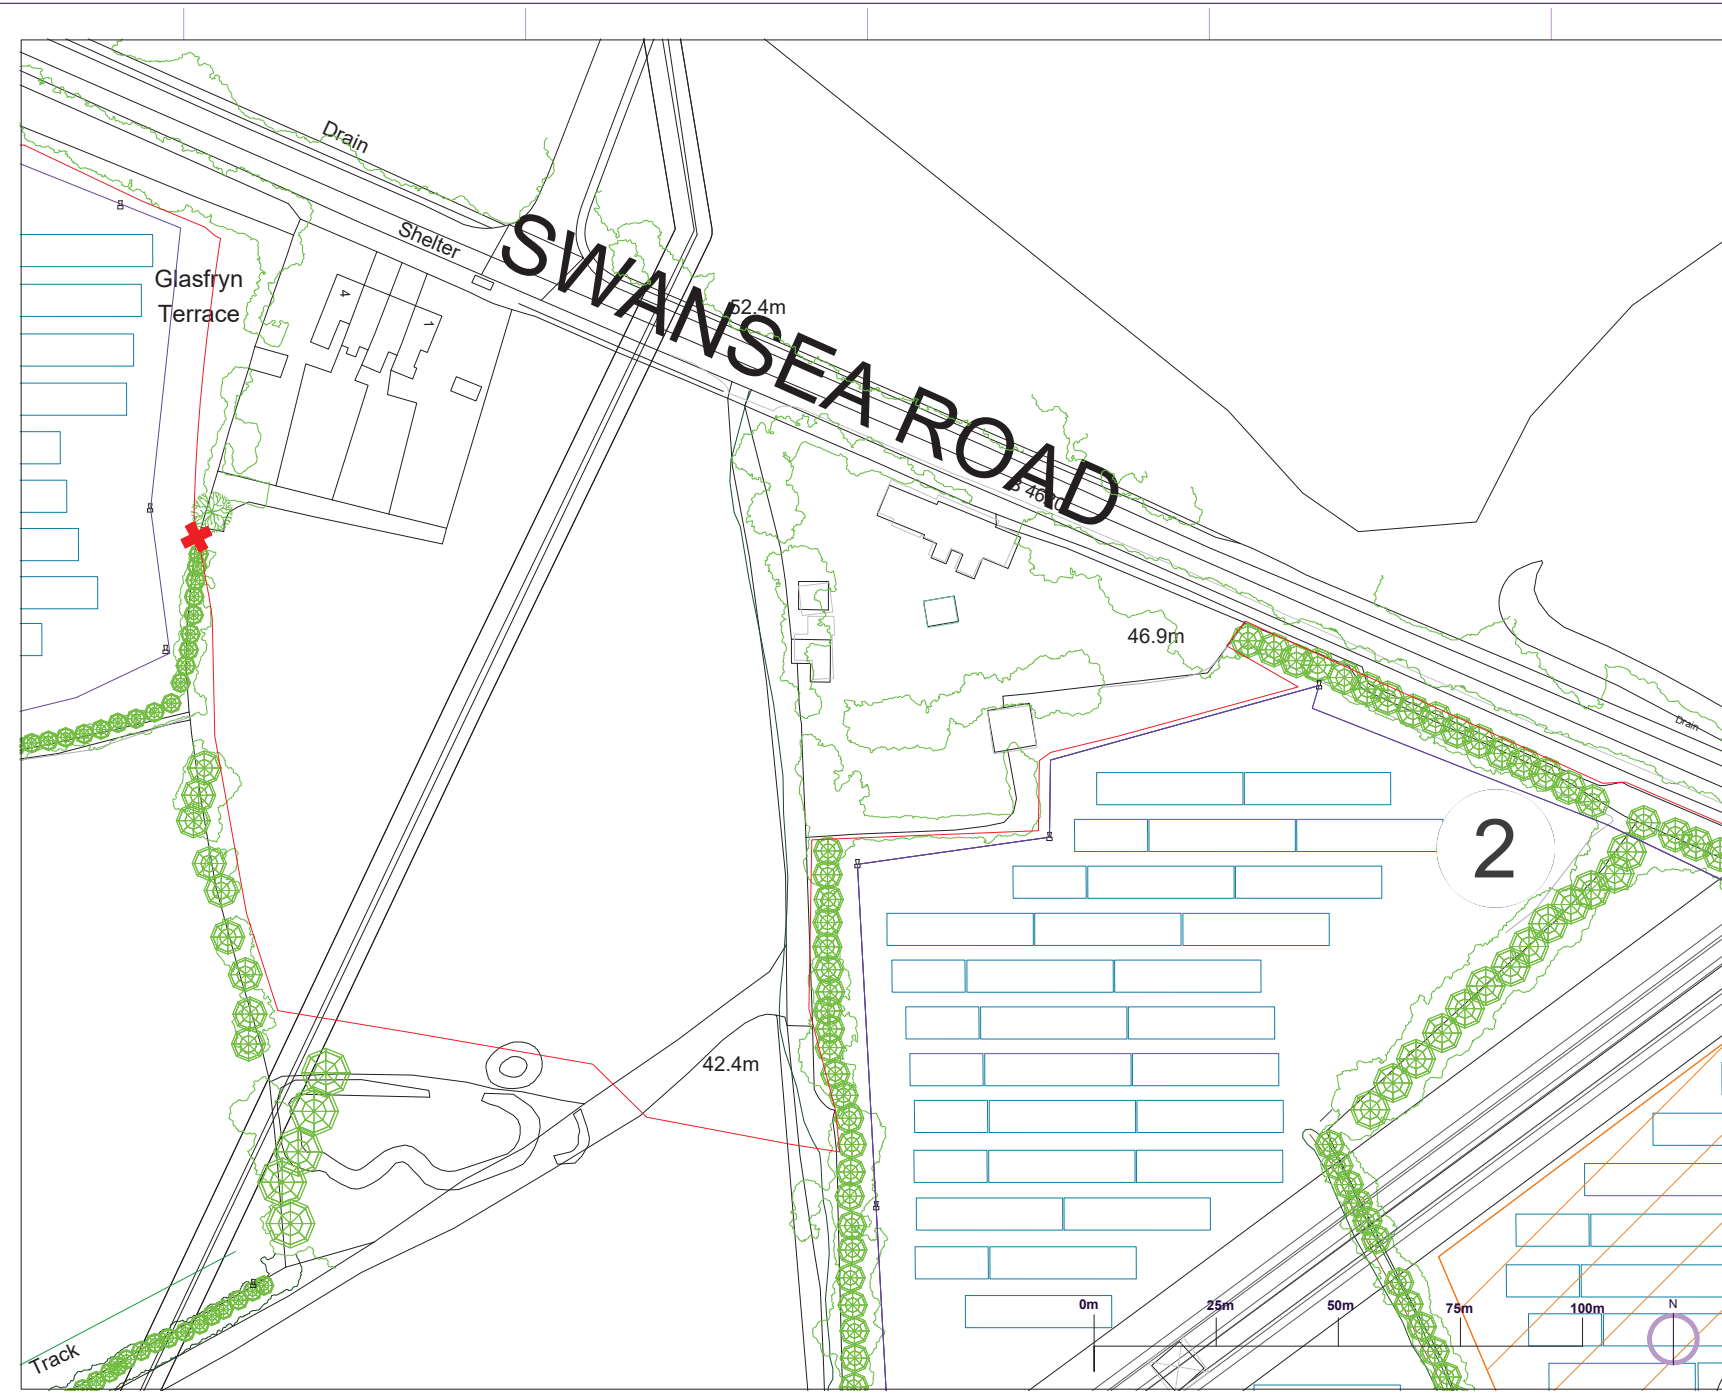 Drain
Shelter
SWANSEA ROAD
52.4m
Glasfryn
Terrace
4
1
46.9m
Drain
2
42.4m
0m
25m
50m
75m
100m
N
Track